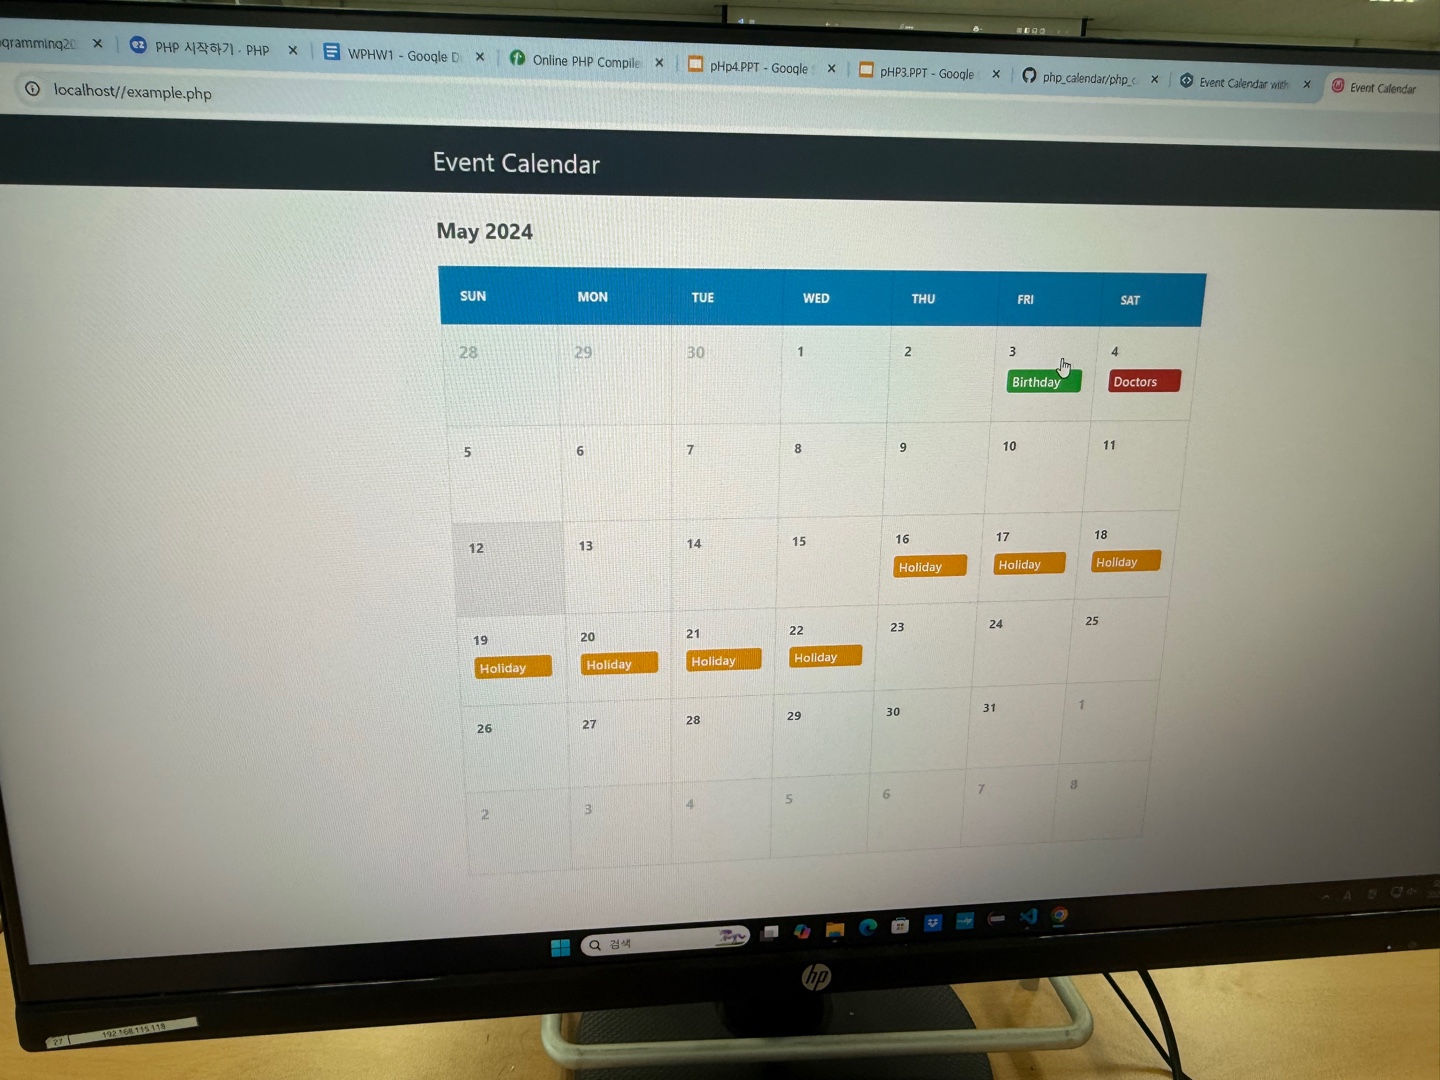 PHP 시작하기 - PHP
WPHW1 - Google D
Online PHP Compile
pHp4.PPT - Google
pHP3.PPT - Google
php_calendar/php_c
Event Calendar with
Event Calendar
localhost//example.php
Event Calendar
May 2024
SUN MON TUE WED THU FRI SAT
28 29 30 1 2 3 4
Birthday Doctors
5 6 7 8 9 10 11
12 13 14 15 16 17 18
Holiday Holiday Holiday
19 20 21 22 23 24 25
Holiday Holiday Holiday Holiday
26 27 28 29 30 31 1
2 3 4 5 6 7 8
검색
hp
27 192.168.115.118